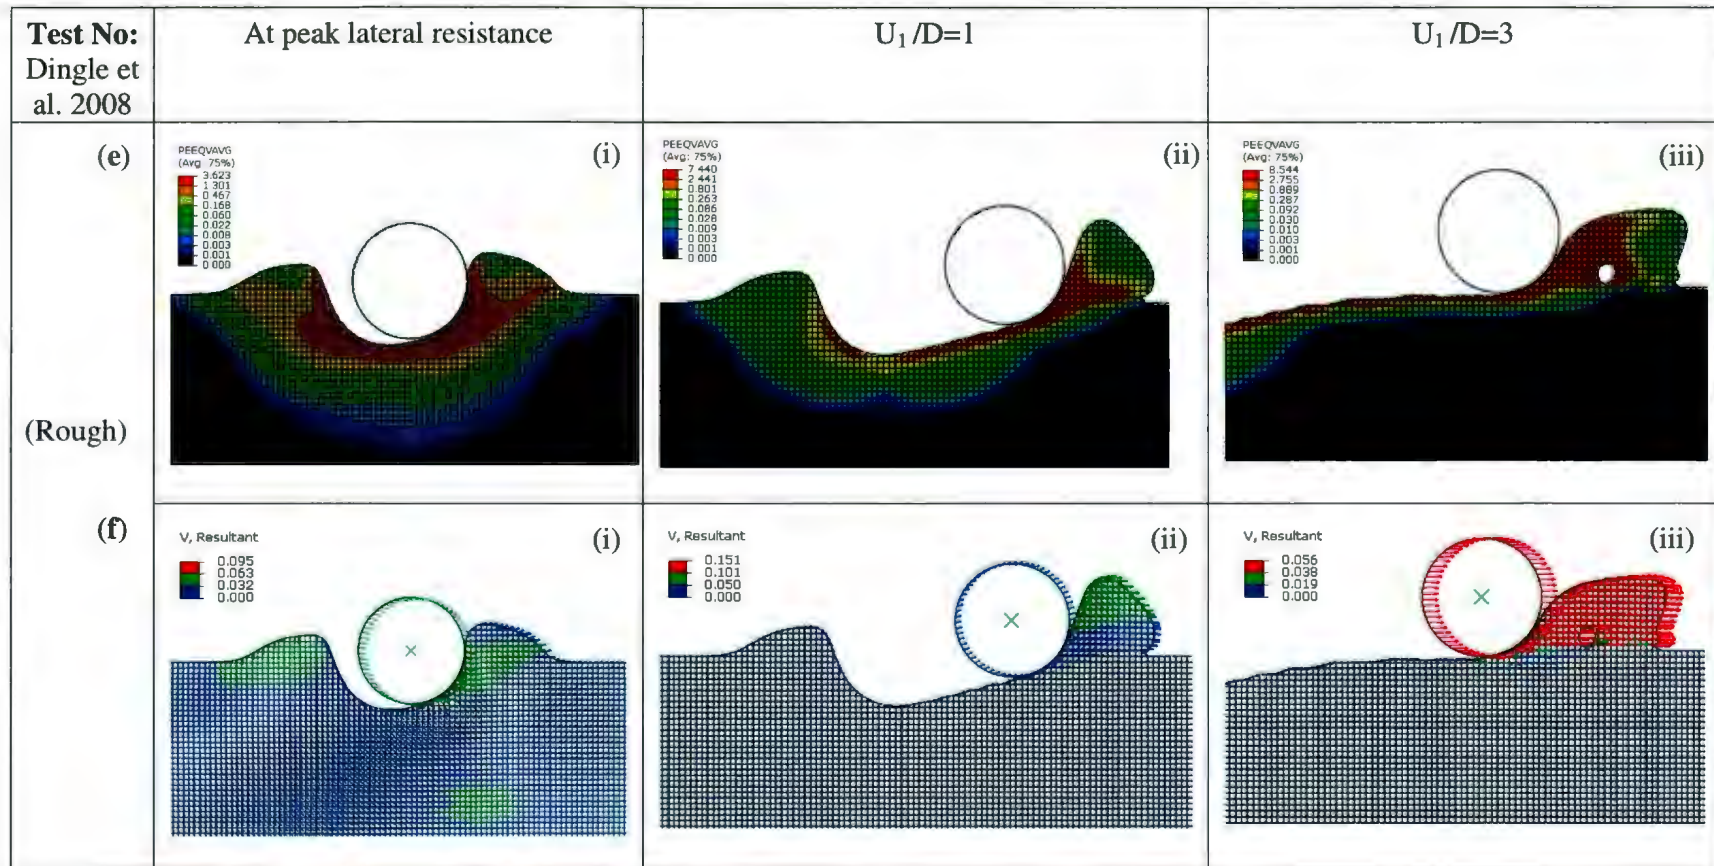 Test No:
Dingle et
al. 2008
At peak lateral resistance
U₁/D=1
U₁/D=3
(e)
(Rough)
(i)
PEEQVAVG
(Avg: 75%)
3.623
1.301
0.467
0.168
0.060
0.022
0.008
0.003
0.001
0.000
(ii)
PEEQVAVG
(Avg: 75%)
7.440
2.441
0.801
0.263
0.086
0.028
0.009
0.003
0.001
0.000
(iii)
PEEQVAVG
(Avg: 75%)
8.544
2.755
0.889
0.287
0.092
0.030
0.010
0.003
0.001
0.000
(f)
(i)
V, Resultant
0.095
0.063
0.032
0.000
(ii)
V, Resultant
0.151
0.101
0.050
0.000
(iii)
V, Resultant
0.056
0.038
0.019
0.000